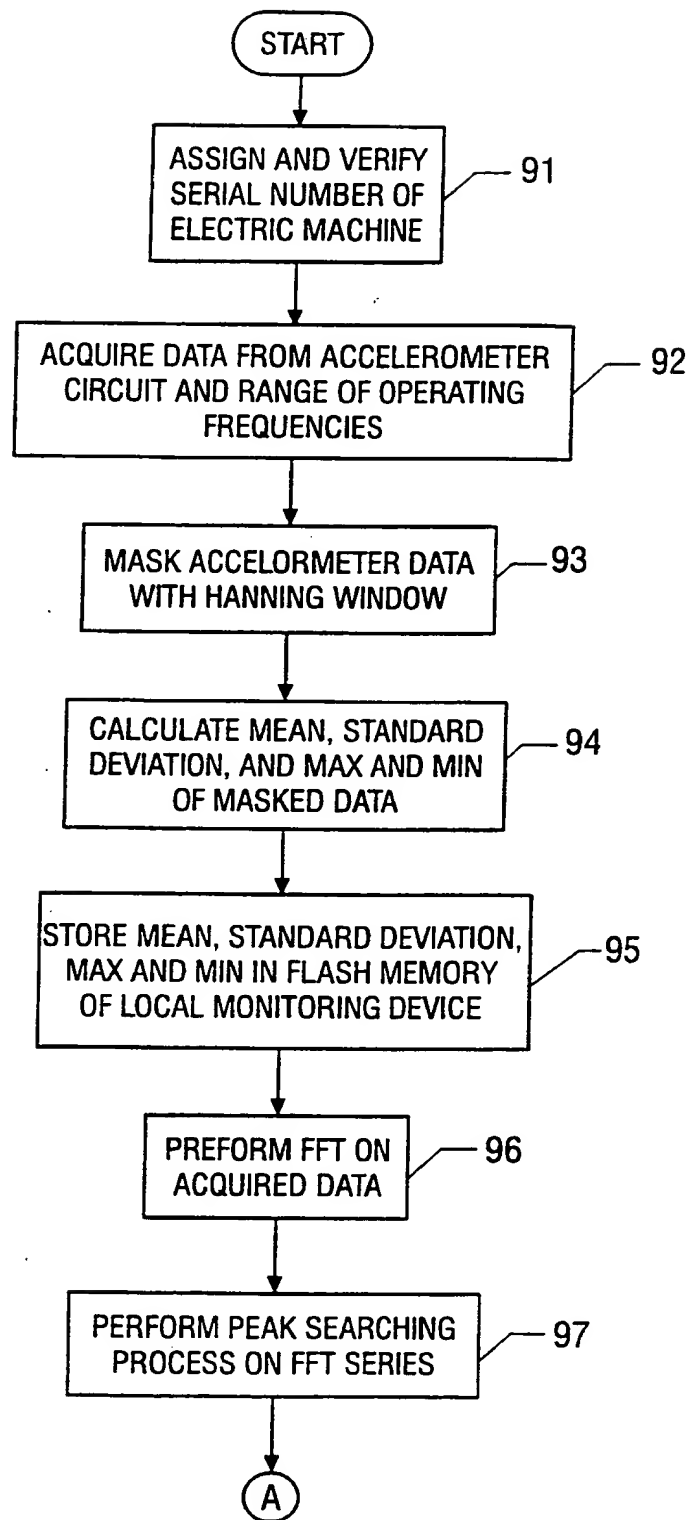 START
ASSIGN AND VERIFY
SERIAL NUMBER OF
ELECTRIC MACHINE
91
ACQUIRE DATA FROM ACCELEROMETER
CIRCUIT AND RANGE OF OPERATING
FREQUENCIES
92
MASK ACCELORMETER DATA
WITH HANNING WINDOW
93
CALCULATE MEAN, STANDARD
DEVIATION, AND MAX AND MIN
OF MASKED DATA
94
STORE MEAN, STANDARD DEVIATION,
MAX AND MIN IN FLASH MEMORY
OF LOCAL MONITORING DEVICE
95
PREFORM FFT ON
ACQUIRED DATA
96
PERFORM PEAK SEARCHING
PROCESS ON FFT SERIES
97
A